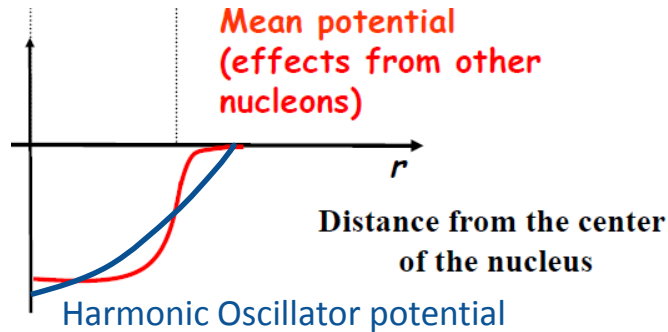 Mean potential
(effects from other
nucleons)
r
Distance from the center
of the nucleus
Harmonic Oscillator potential